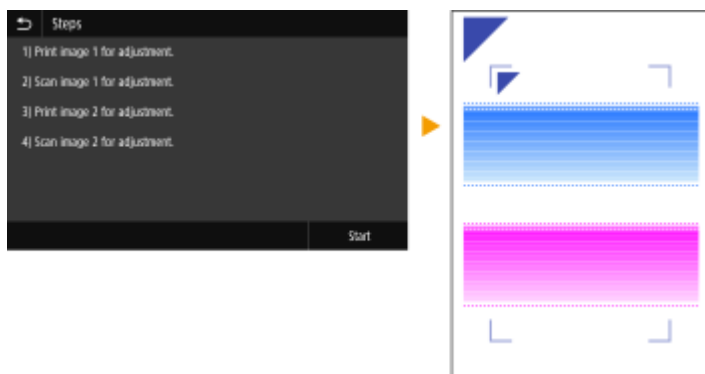 Steps
1) Print image 1 for adjustment.
2) Scan image 1 for adjustment.
3) Print image 2 for adjustment.
4) Scan image 2 for adjustment.
Start